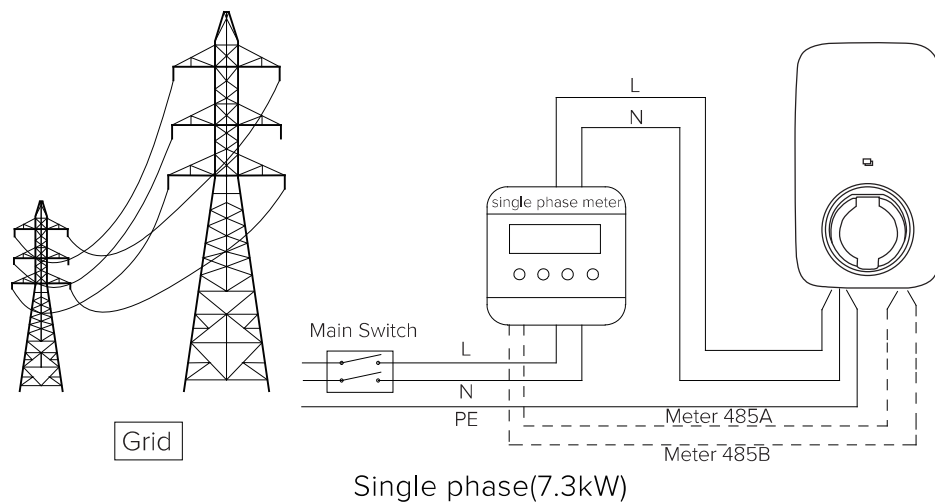 L
N
single phase meter
Main Switch
L
N
PE
Meter 485A
Meter 485B
Grid
Single phase(7.3kW)